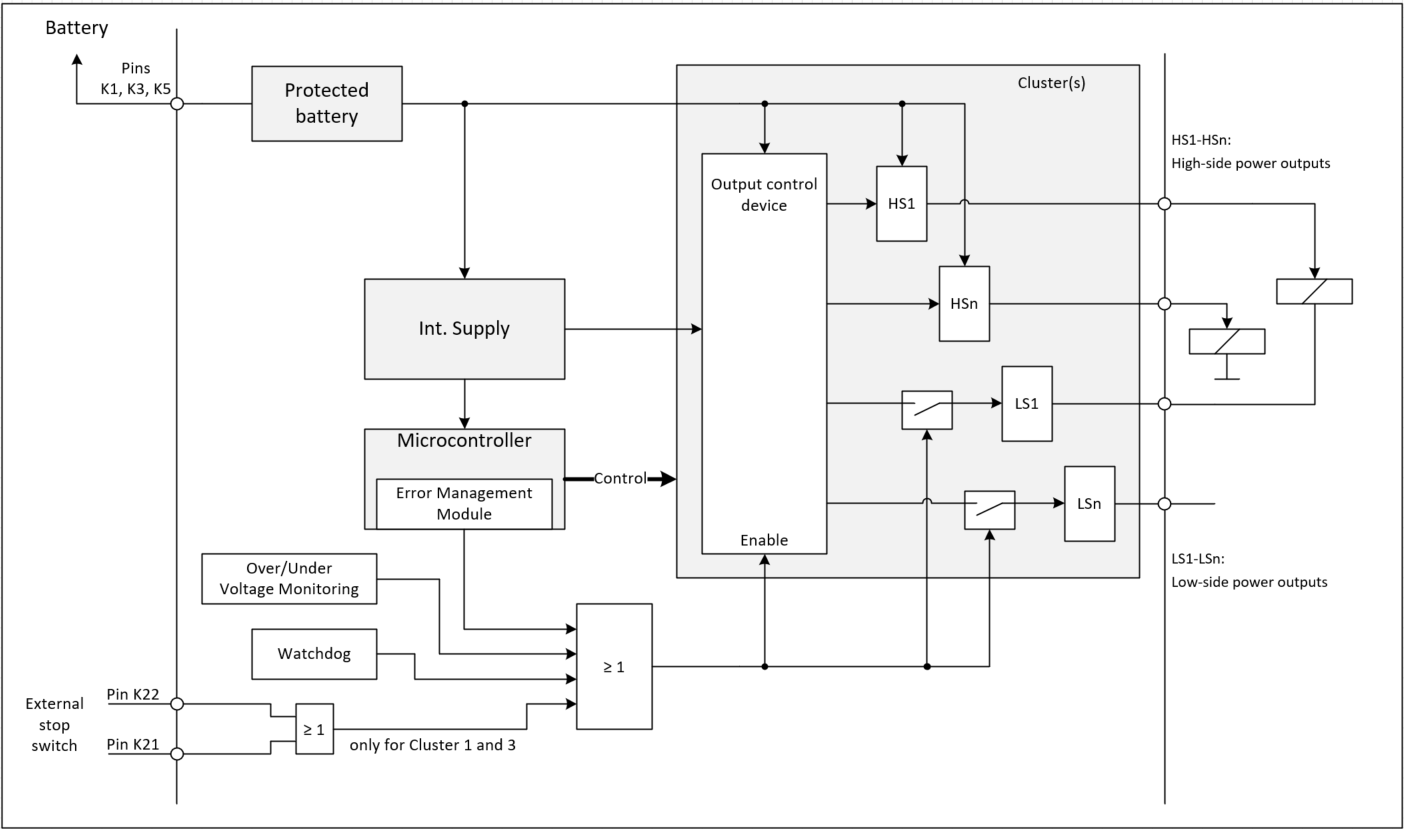 Battery
Pins
K1, K3, K5
Protected
battery
Cluster(s)
HS1-HSn:
High-side power outputs
Output control
device
HS1
HSn
Int. Supply
LS1
Microcontroller
Control
Error Management
Module
LSn
Enable
Over/Under
Voltage Monitoring
LS1-LSn:
Low-side power outputs
Watchdog
≥ 1
External
stop
switch
Pin K22
Pin K21
≥ 1
only for Cluster 1 and 3